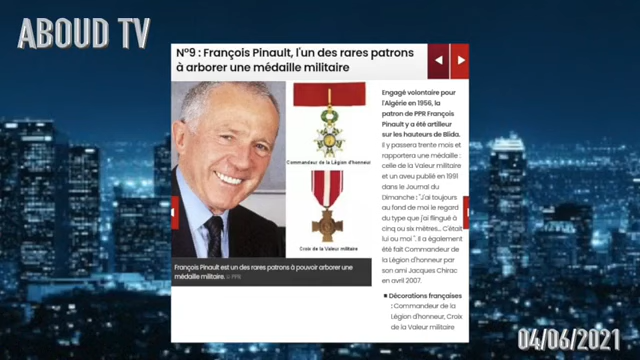 ABOUD TV
N°9 : François Pinault, l'un des rares patrons
à arborer une médaille militaire
Commandeur de la Légion d'honneur
Croix de la Valeur militaire
François Pinault est un des rares patrons à pouvoir arborer une
médaille militaire. © PPR
Engagé volontaire pour
l'Algérie en 1956, le
patron de PPR François
Pinault y a été artilleur
sur les hauteurs de Blida.
Il y passera trente mois et
rapportera une médaille :
celle de la Valeur militaire
et un aveu publié en 1991
dans le Journal du
Dimanche : "J'ai toujours
au fond de moi le regard
du type que j'ai flingué à
cinq ou six mètres... C'était
lui ou moi ". Il a également
été fait Commandeur de
la Légion d'honneur par
son ami Jacques Chirac
en avril 2007.
■ Décorations françaises
: Commandeur de la
Légion d'honneur, Croix
de la Valeur militaire
04/06/2021